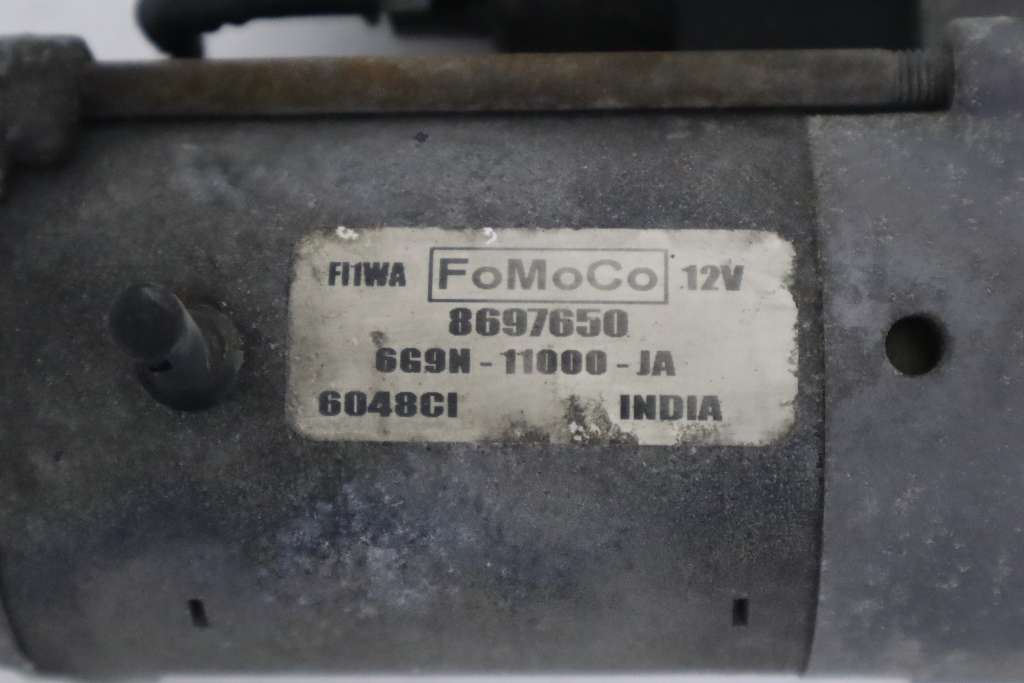 FI1WA FoMoCo 12V
8697650
6G9N - 11000 - JA
6048CI INDIA